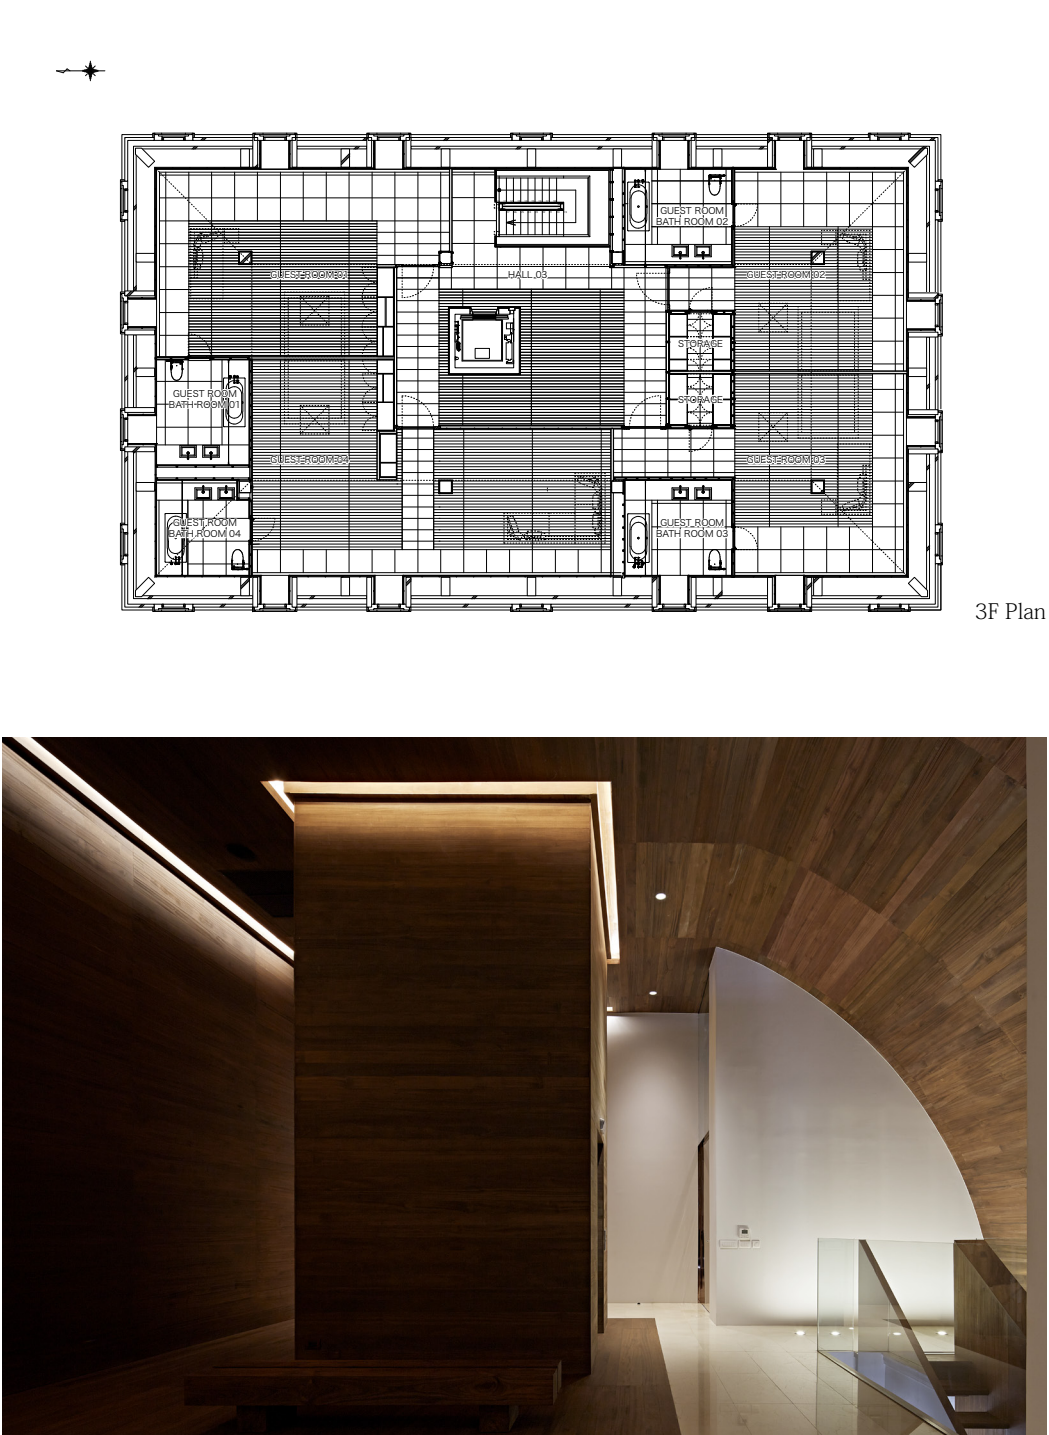 GUEST ROOM
BATH ROOM 02
GUEST ROOM 01
HALL 03
GUEST ROOM 02
STORAGE
GUEST ROOM
BATH ROOM 01
STORAGE
GUEST ROOM 04
GUEST ROOM 03
GUEST ROOM
BATH ROOM 04
GUEST ROOM
BATH ROOM 03
3F Plan